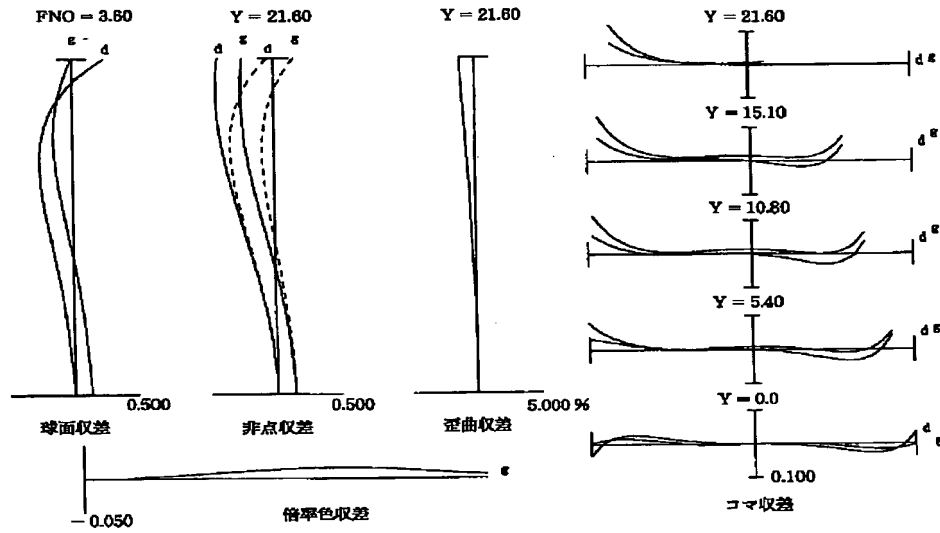 FNO = 3.60
g
d
0.500
球面収差
Y = 21.60
d g d g
0.500
非点収差
Y = 21.60
5.000 %
歪曲収差
g
-0.050
倍率色収差
Y = 21.60
d g
Y = 15.10
d g
Y = 10.80
d g
Y = 5.40
d g
Y = 0.0
d
g
0.100
コマ収差